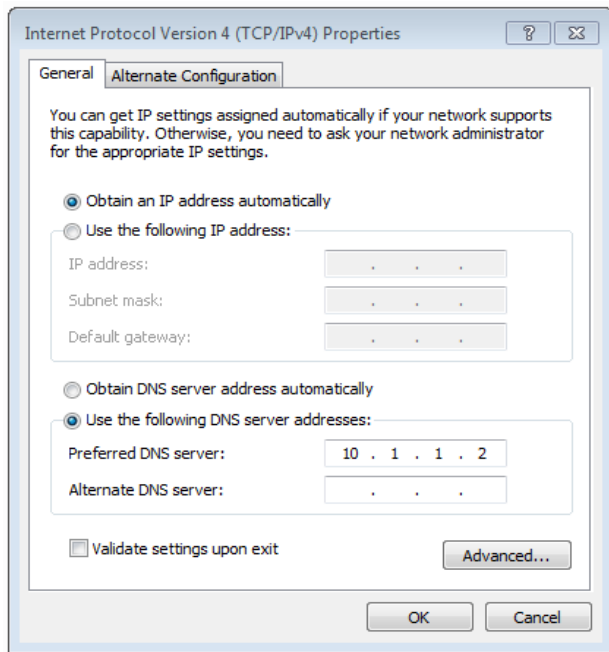 Internet Protocol Version 4 (TCP/IPv4) Properties
General
Alternate Configuration
You can get IP settings assigned automatically if your network supports
this capability. Otherwise, you need to ask your network administrator
for the appropriate IP settings.
Obtain an IP address automatically
Use the following IP address:
IP address: . . .
Subnet mask: . . .
Default gateway: . . .
Obtain DNS server address automatically
Use the following DNS server addresses:
Preferred DNS server: 10 . 1 . 1 . 2
Alternate DNS server: . . .
Validate settings upon exit
Advanced...
OK Cancel